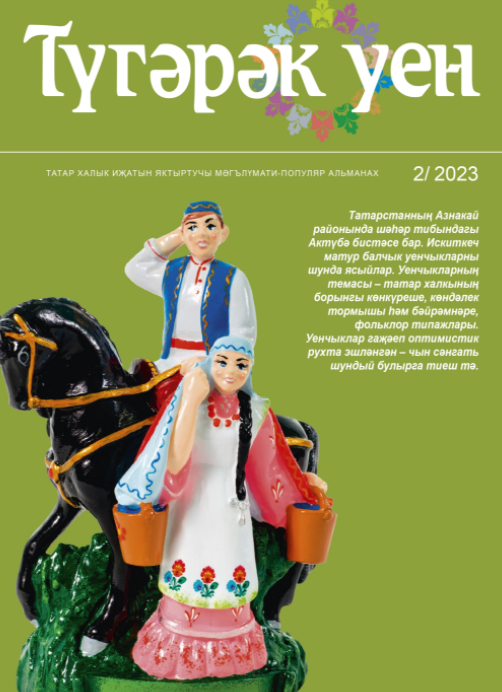 Түгәрәк уен
ТАТАР ХАЛЫК ИҖАТЫН ЯКТЫРТУЧЫ МӘГЪЛҮМАТИ-ПОПУЛЯР АЛЬМАНАХ
2/ 2023
Татарстанның Азнакай
районында шәһәр тибындагы
Актүбә бистәсе бар. Искиткеч
матур балчык уенчыкларны
шунда ясыйлар. Уенчыкларның
темасы – татар халкының
борынгы көнкүреше, көндәлек
тормышы һәм бәйрәмнәре,
фольклор типажлары.
Уенчыклар гаҗәеп оптимистик
рухта эшләнгән – чын сәнгать
шундый булырга тиеш тә.